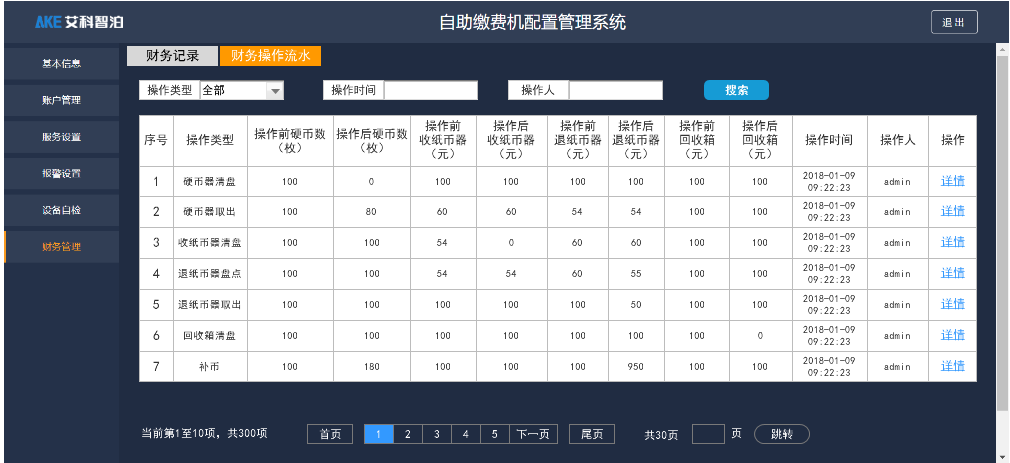 AKE 艾科智泊
自助缴费机配置管理系统
退出
基本信息
账户管理
服务设置
报警设置
设备自检
财务管理
财务记录 财务操作流水
操作类型 全部 操作时间 操作人 搜索
序号 操作类型 操作前硬币数（枚） 操作后硬币数（枚） 操作前收纸币器（元） 操作后收纸币器（元） 操作前退纸币器（元） 操作后退纸币器（元） 操作前回收箱（元） 操作后回收箱（元） 操作时间 操作人 操作
1 硬币器清盘 100 0 100 100 100 100 100 100 2018-01-09 09:22:23 admin 详情
2 硬币器取出 100 80 60 60 54 54 100 100 2018-01-09 09:22:23 admin 详情
3 收纸币器清盘 100 100 54 0 60 60 100 100 2018-01-09 09:22:23 admin 详情
4 退纸币器盘点 100 100 54 54 60 55 100 100 2018-01-09 09:22:23 admin 详情
5 退纸币器取出 100 100 100 100 100 50 100 100 2018-01-09 09:22:23 admin 详情
6 回收箱清盘 100 100 100 100 100 100 100 0 2018-01-09 09:22:23 admin 详情
7 补币 100 180 100 100 100 950 100 100 2018-01-09 09:22:23 admin 详情
当前第1至10项，共300项 首页 1 2 3 4 5 下一页 尾页 共30页 页 跳转